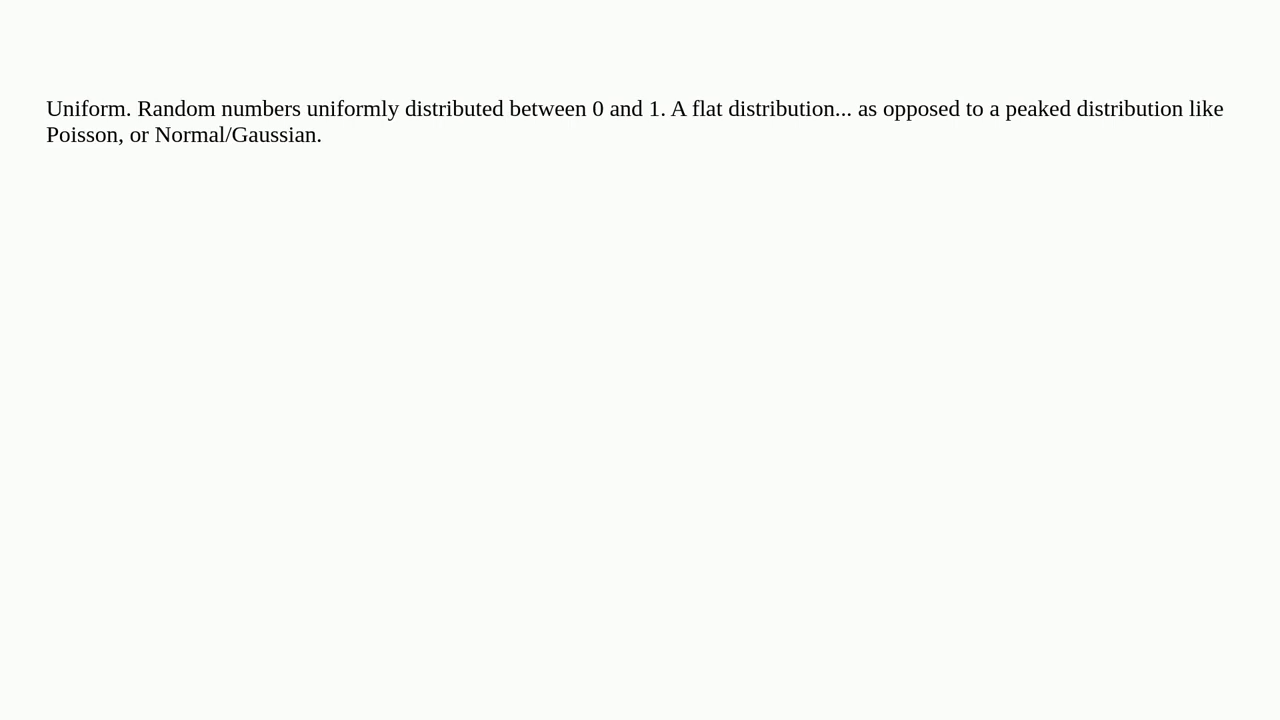 Uniform. Random numbers uniformly distributed between 0 and 1. A flat distribution... as opposed to a peaked distribution like
Poisson, or Normal/Gaussian.